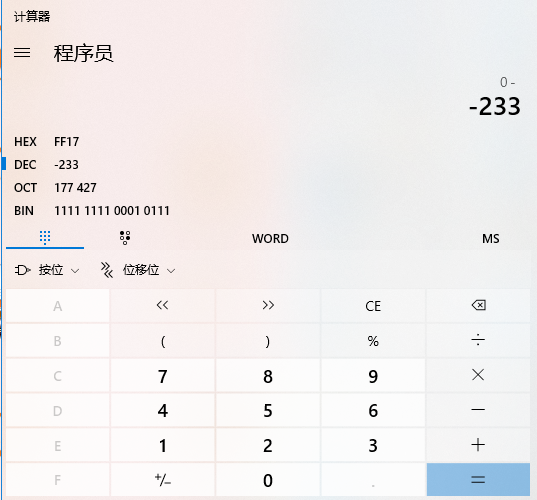 计算器
程序员
0 -
-233
HEX FF17
DEC -233
OCT 177 427
BIN 1111 1111 0001 0111
WORD MS
按位 位移位
A << >> CE
B ( ) % ÷
C 7 8 9 ×
D 4 5 6 −
E 1 2 3 +
F +/− 0 . =